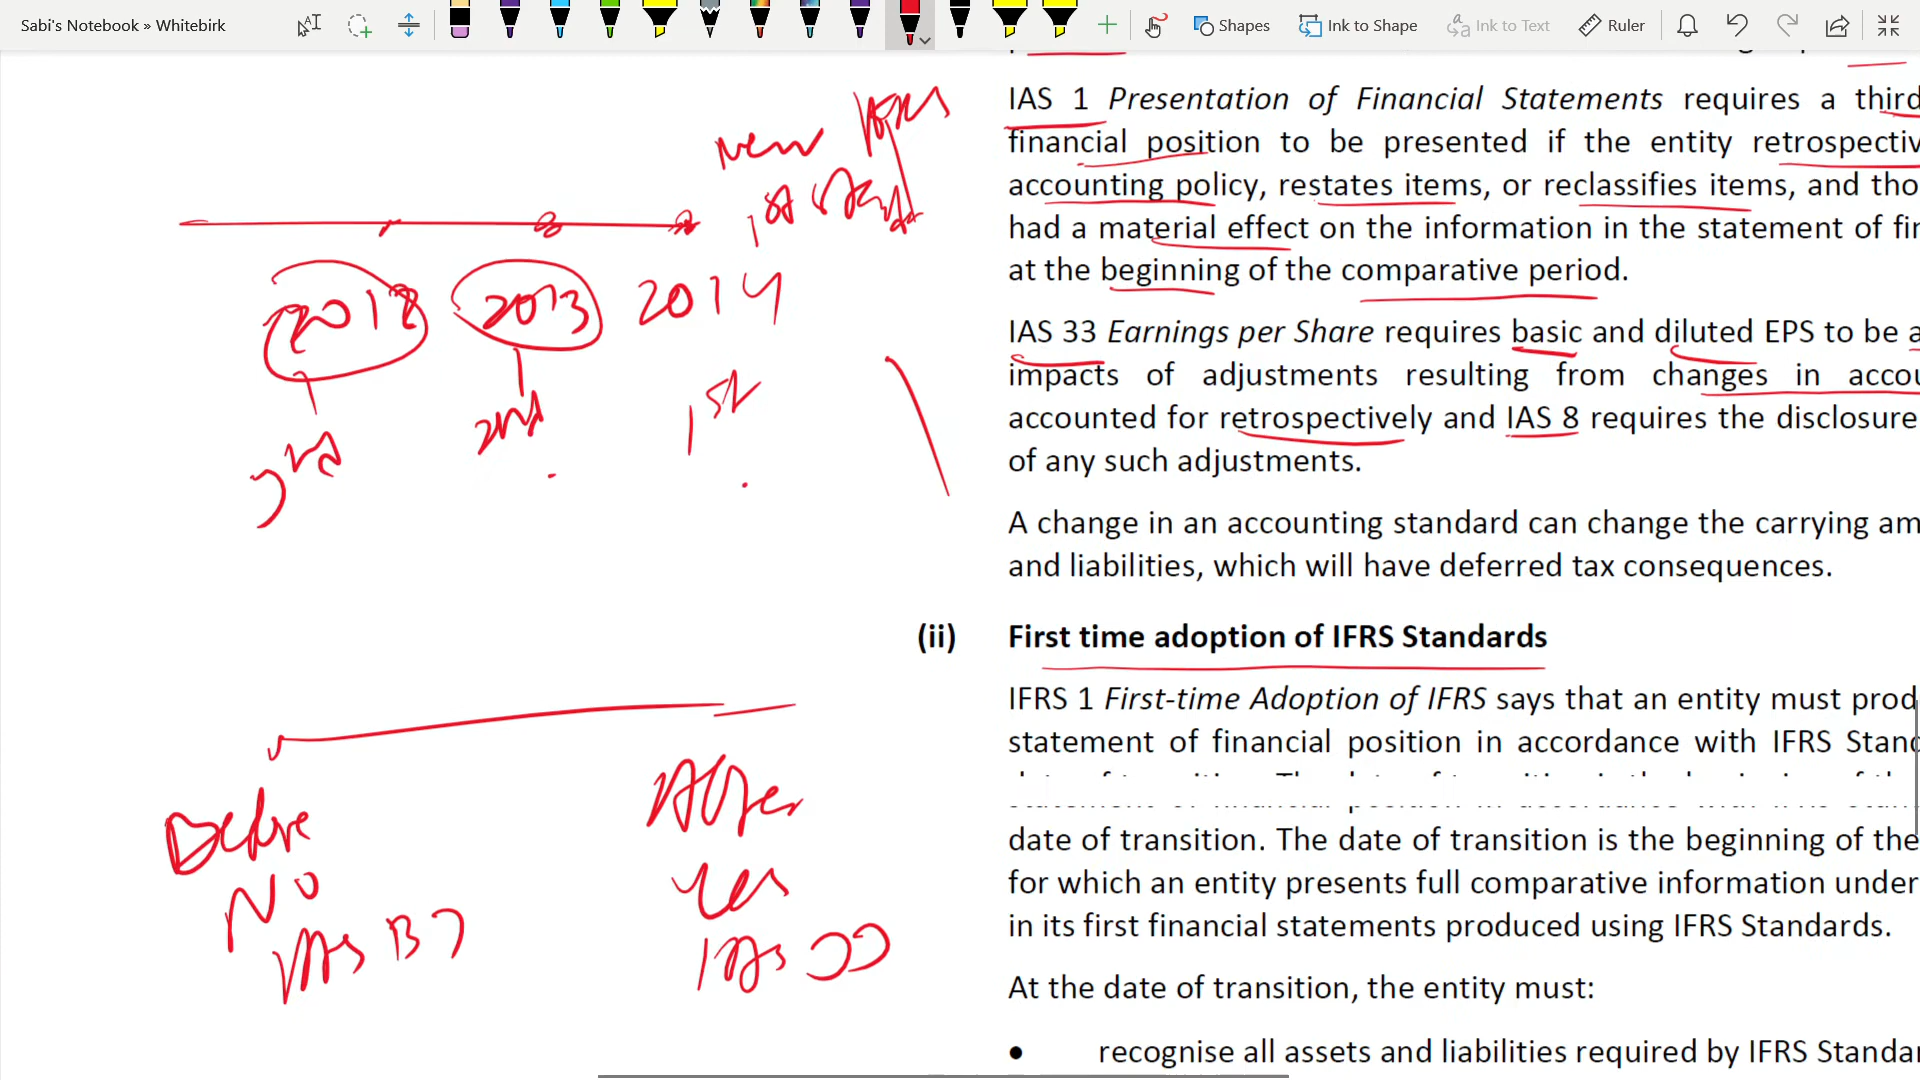 Sabi's Notebook » Whitebirk
Shapes
Ink to Shape
Ink to Text
Ruler
New
1st
2013 2014
3rd
2nd
1st
Before
No
IAS 33
After
Yes
IAS 33
IAS 1 Presentation of Financial Statements requires a third
financial position to be presented if the entity retrospectiv
accounting policy, restates items, or reclassifies items, and tho
had a material effect on the information in the statement of fi
at the beginning of the comparative period.
IAS 33 Earnings per Share requires basic and diluted EPS to be a
impacts of adjustments resulting from changes in accou
accounted for retrospectively and IAS 8 requires the disclosure
of any such adjustments.
A change in an accounting standard can change the carrying am
and liabilities, which will have deferred tax consequences.
(ii) First time adoption of IFRS Standards
IFRS 1 First-time Adoption of IFRS says that an entity must prod
statement of financial position in accordance with IFRS Stand
date of transition. The date of transition is the beginning of the
for which an entity presents full comparative information under
in its first financial statements produced using IFRS Standards.
At the date of transition, the entity must:
• recognise all assets and liabilities required by IFRS Standa